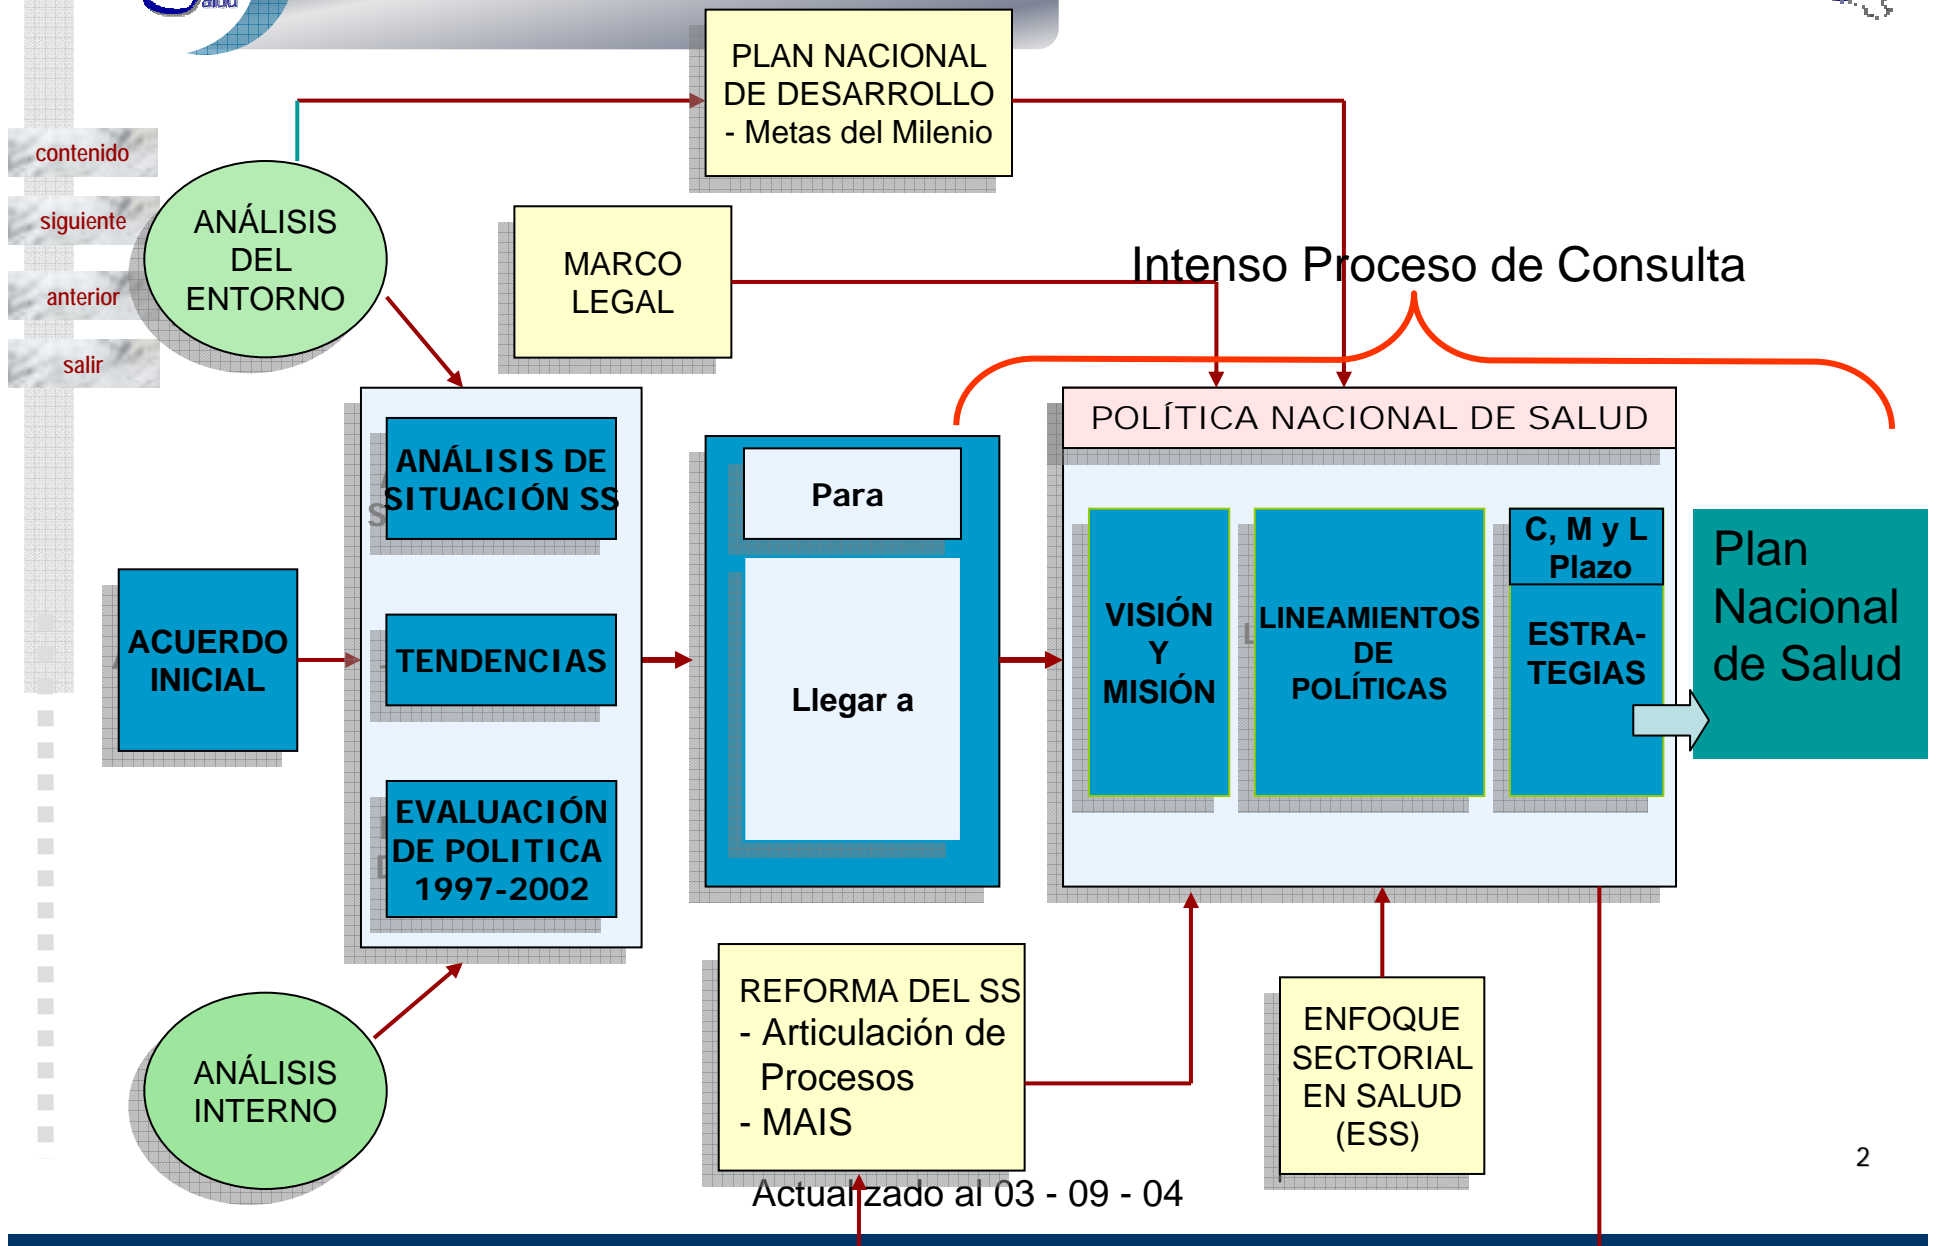 alud
PLAN NACIONAL
DE DESARROLLO
- Metas del Milenio
contenido
siguiente
anterior
salir
ANÁLISIS
DEL
ENTORNO
MARCO
LEGAL
Intenso Proceso de Consulta
POLÍTICA NACIONAL DE SALUD
ANÁLISIS DE
SITUACIÓN SS
TENDENCIAS
EVALUACIÓN
DE POLITICA
1997-2002
ACUERDO
INICIAL
Para
Llegar a
VISIÓN
Y
MISIÓN
LINEAMIENTOS
DE
POLÍTICAS
C, M y L
Plazo
ESTRA-
TEGIAS
Plan
Nacional
de Salud
ANÁLISIS
INTERNO
REFORMA DEL SS
- Articulación de
Procesos
- MAIS
ENFOQUE
SECTORIAL
EN SALUD
(ESS)
Actualizado al 03 - 09 - 04
2